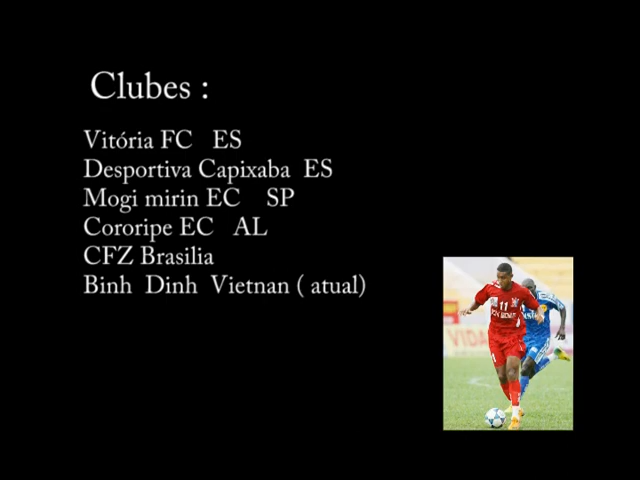 Clubes :
Vitória FC ES
Desportiva Capixaba ES
Mogi mirin EC SP
Cororipe EC AL
CFZ Brasilia
Binh Dinh Vietnan ( atual)
11